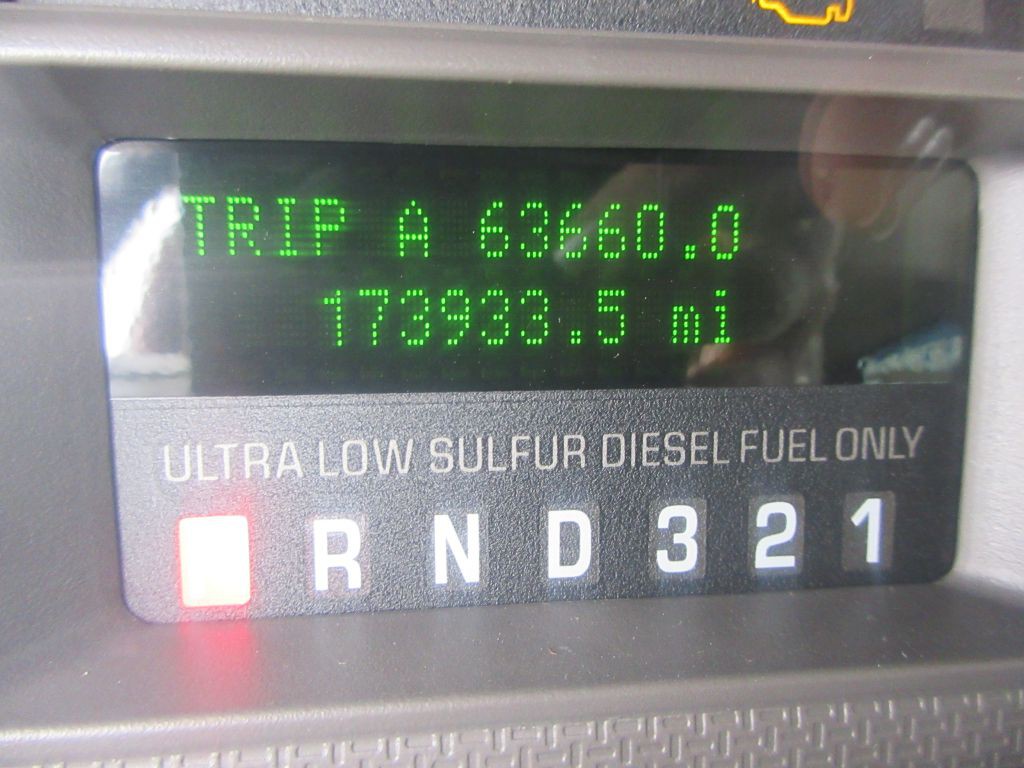 TRIP A 63660.0
173933.5 mi
ULTRA LOW SULFUR DIESEL FUEL ONLY
R N D 3 2 1